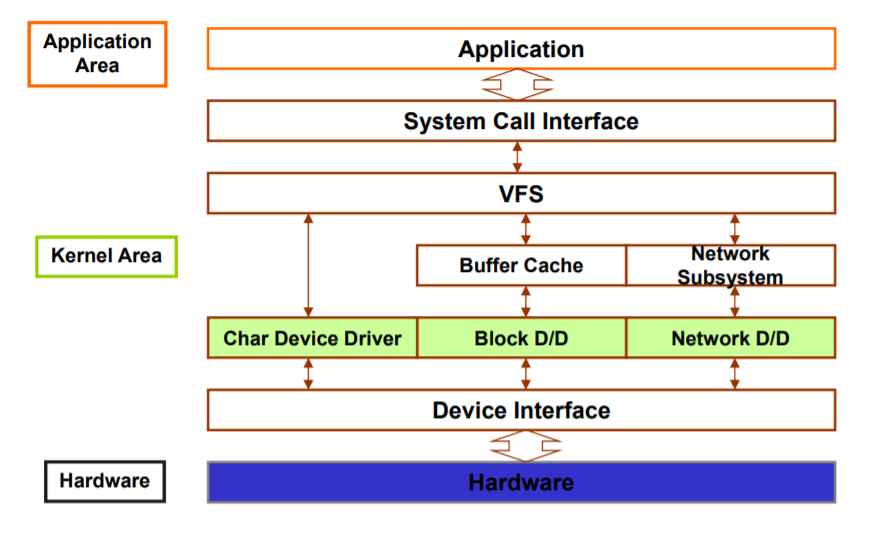 Application
Area
Application
System Call Interface
VFS
Kernel Area
Buffer Cache
Network
Subsystem
Char Device Driver
Block D/D
Network D/D
Device Interface
Hardware
Hardware